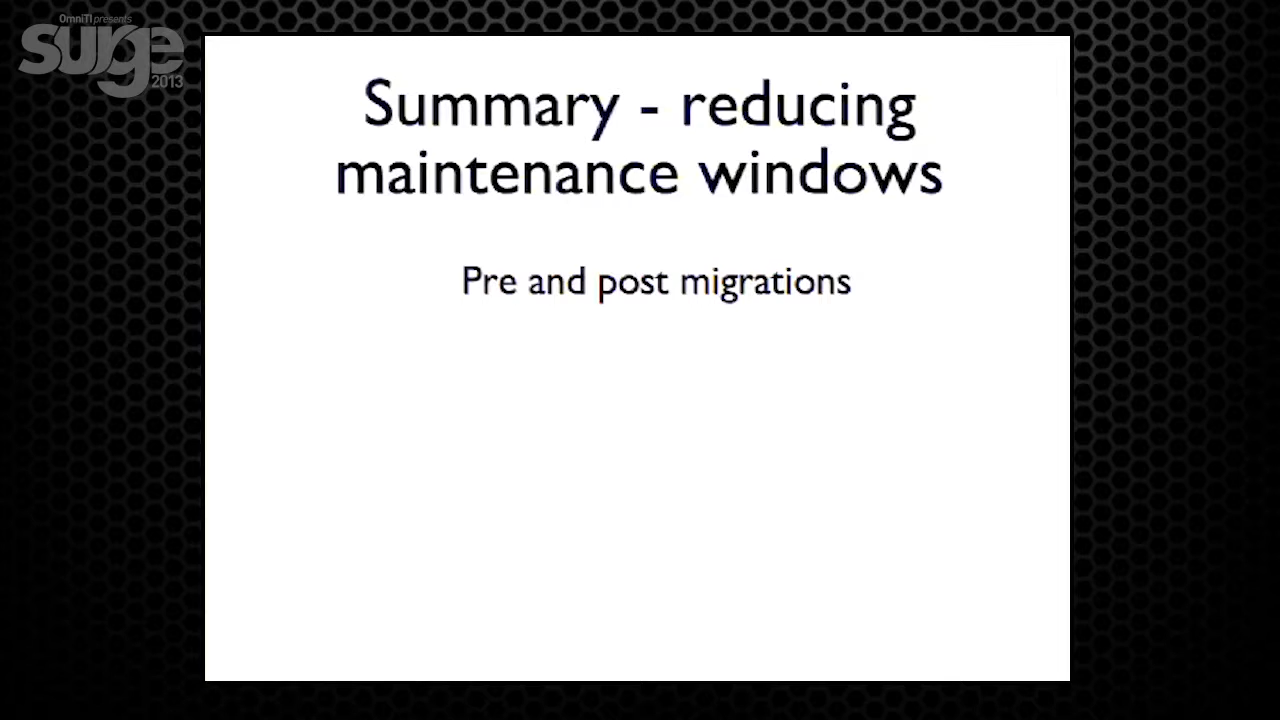 OmniTI presents
surge
2013
Summary - reducing
maintenance windows
Pre and post migrations